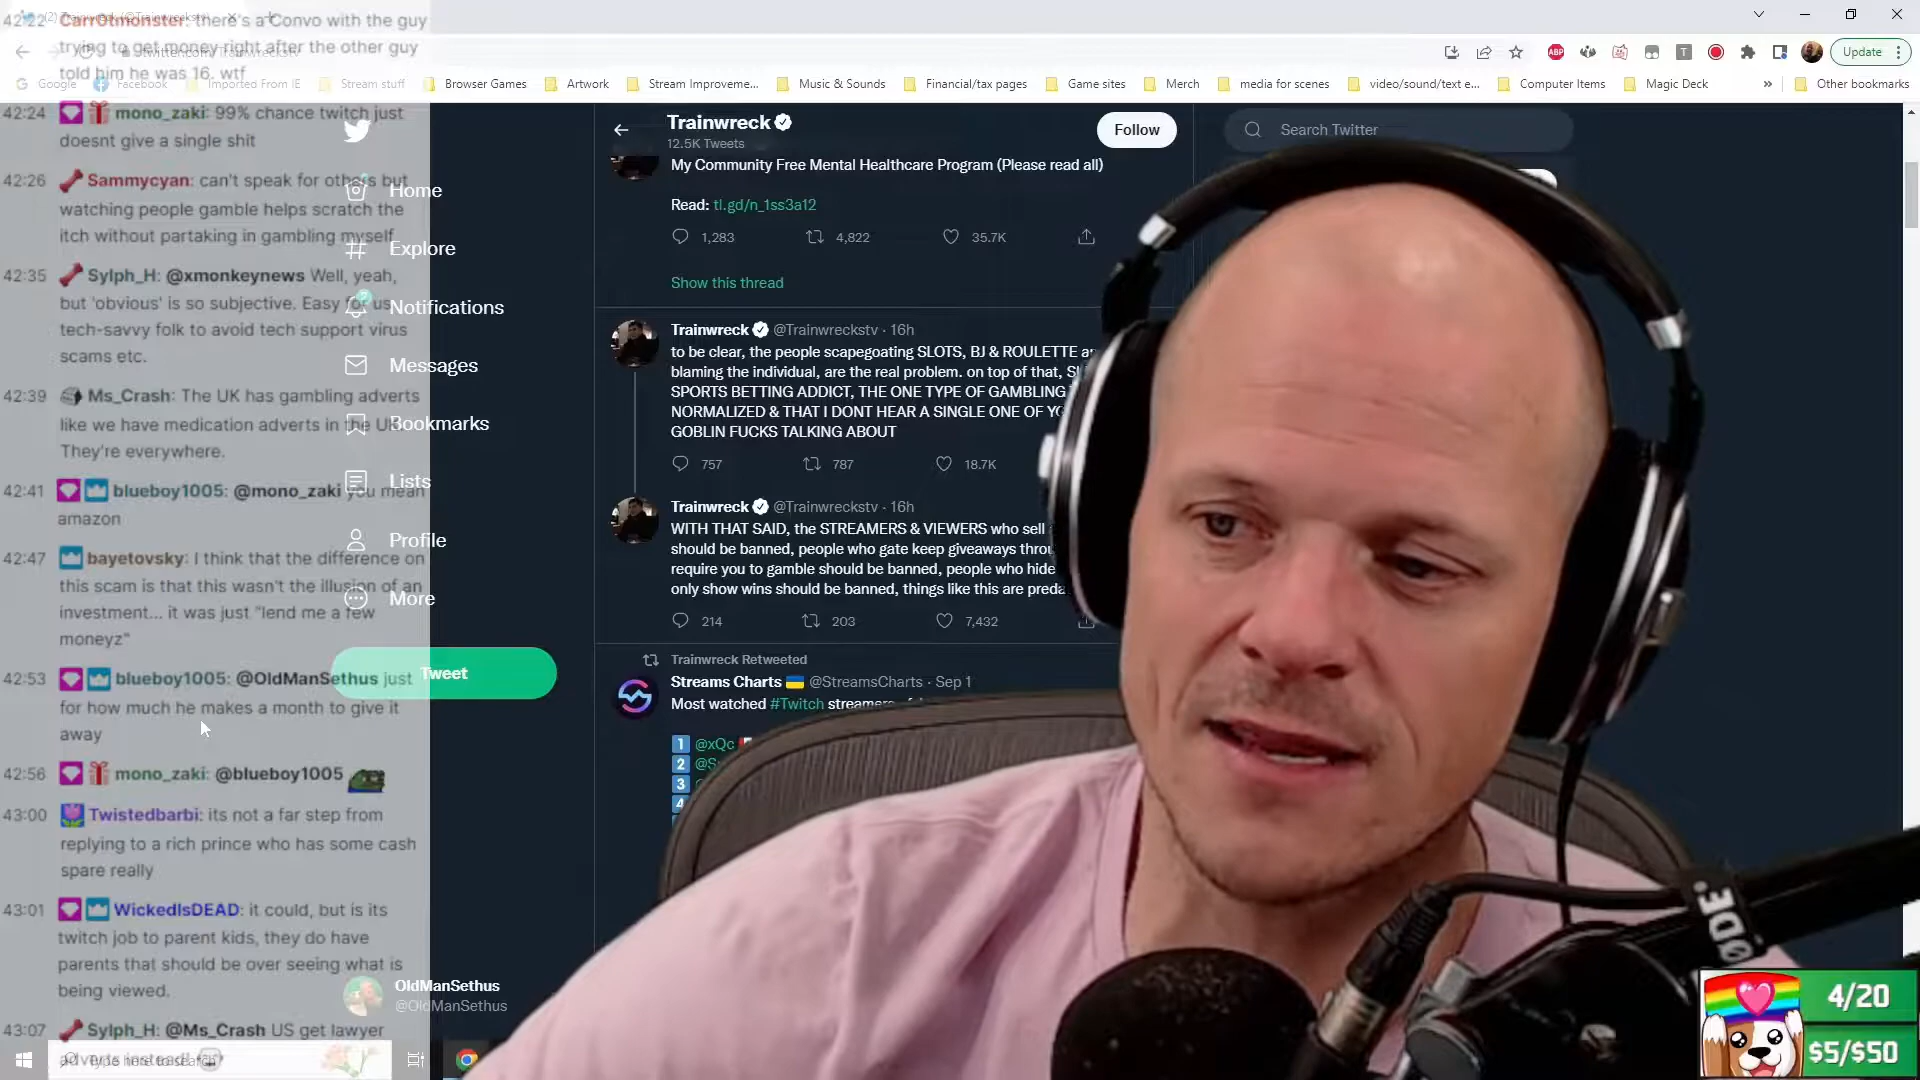 (2) Trainwreck (@Trainwreckstv)
twitter.com/Trainwreckstv
Update
Google
Facebook
Imported From IE
Stream stuff
Browser Games
Artwork
Stream Improveme...
Music & Sounds
Financial/tax pages
Game sites
Merch
media for scenes
video/sound/text e...
Computer Items
Magic Deck
Other bookmarks
42:22 Carr0tmonster: there's a Convo with the guy
trying to get money right after the other guy
told him he was 16. wtf
42:24 mono_zaki: 99% chance twitch just
doesnt give a single shit
42:26 Sammycyan: can't speak for others but
watching people gamble helps scratch the
itch without partaking in gambling myself
42:35 Sylph_H: @xmonkeynews Well, yeah,
but 'obvious' is so subjective. Easy for us
tech-savvy folk to avoid tech support virus
scams etc.
42:39 Ms_Crash: The UK has gambling adverts
like we have medication adverts in the US.
They're everywhere.
42:41 blueboy1005: @mono_zaki you mean
amazon
42:47 bayetovsky: I think that the difference on
this scam is that this wasn't the illusion of an
investment... it was just "lend me a few
moneyz"
42:53 blueboy1005: @OldManSethus just
for how much he makes a month to give it
away
42:56 mono_zaki: @blueboy1005
43:00 Twistedbarbi: its not a far step from
replying to a rich prince who has some cash
spare really
43:01 WickedIsDEAD: it could, but is its
twitch job to parent kids, they do have
parents that should be over seeing what is
being viewed.
43:07 Sylph_H: @Ms_Crash US get lawyer
adverts instead!
Type here to search
Home
Explore
Notifications
Messages
Bookmarks
Lists
Profile
More
Tweet
OldManSethus
@OldManSethus
Trainwreck
12.5K Tweets
Follow
Search Twitter
My Community Free Mental Healthcare Program (Please read all)
Read: tl.gd/n_1ss3a12
1,283 4,822 35.7K
Show this thread
Trainwreck @Trainwreckstv · 16h
to be clear, the people scapegoating SLOTS, BJ & ROULETTE
blaming the individual, are the real problem. on top of that,
SPORTS BETTING ADDICT, THE ONE TYPE OF GAMBLING
NORMALIZED & THAT I DONT HEAR A SINGLE ONE OF
GOBLIN FUCKS TALKING ABOUT
757 787 18.7K
Trainwreck @Trainwreckstv · 16h
WITH THAT SAID, the STREAMERS & VIEWERS who sell
should be banned, people who gate keep giveaways
require you to gamble should be banned, people who hide
only show wins should be banned, things like this are
214 203 7,432
Trainwreck Retweeted
Streams Charts @StreamsCharts · Sep 1
Most watched #Twitch
1 @xQc
2
3
4
4/20
$5/$50